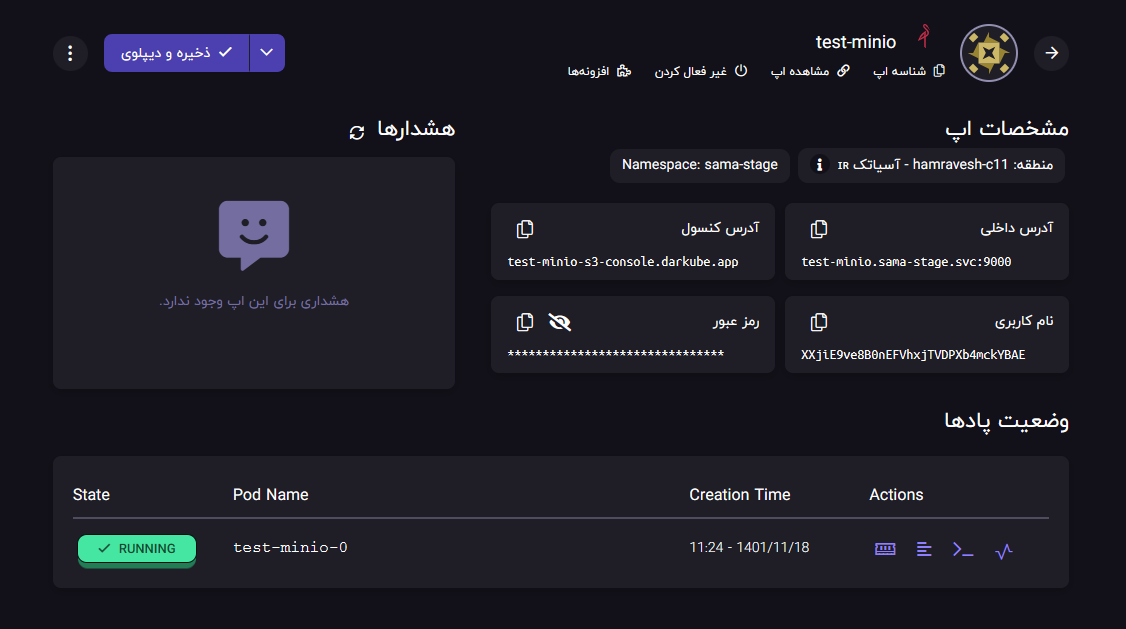 test-minio
شناسه اپ
مشاهده اپ
غیر فعال کردن
افزونه‌ها
ذخیره و دیپلوی
مشخصات اپ
منطقه: hamravesh-c11 - آسیاتک IR
Namespace: sama-stage
آدرس داخلی
test-minio.sama-stage.svc:9000
آدرس کنسول
test-minio-s3-console.darkube.app
نام کاربری
XXjiE9ve8B0nEFVhxjTVDPXb4mckYBAE
رمز عبور
*******************************
هشدارها
هشداری برای این اپ وجود ندارد.
وضعیت پادها
State Pod Name Creation Time Actions
RUNNING test-minio-0 11:24 - 1401/11/18